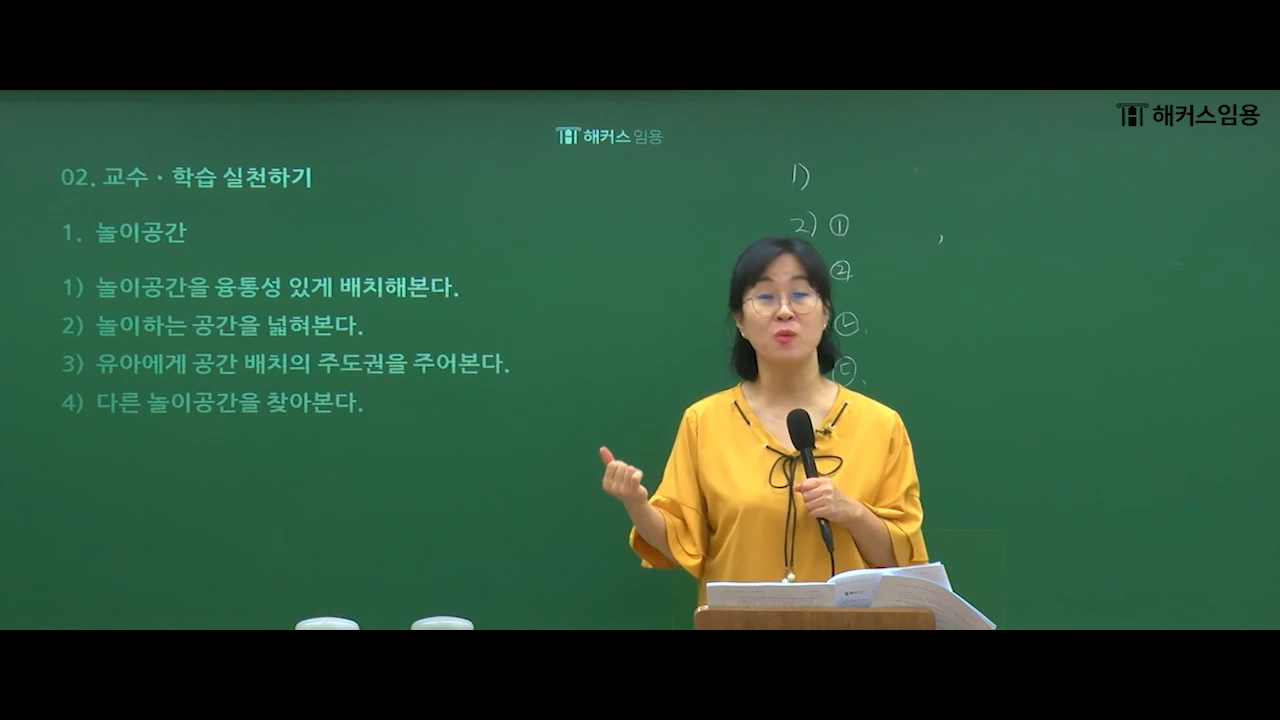 해커스임용
해커스임용
02. 교수 · 학습 실천하기
1. 놀이공간
1) 놀이공간을 융통성 있게 배치해본다.
2) 놀이하는 공간을 넓혀본다.
3) 유아에게 공간 배치의 주도권을 주어본다.
4) 다른 놀이공간을 찾아본다.
1)
2) ①
②